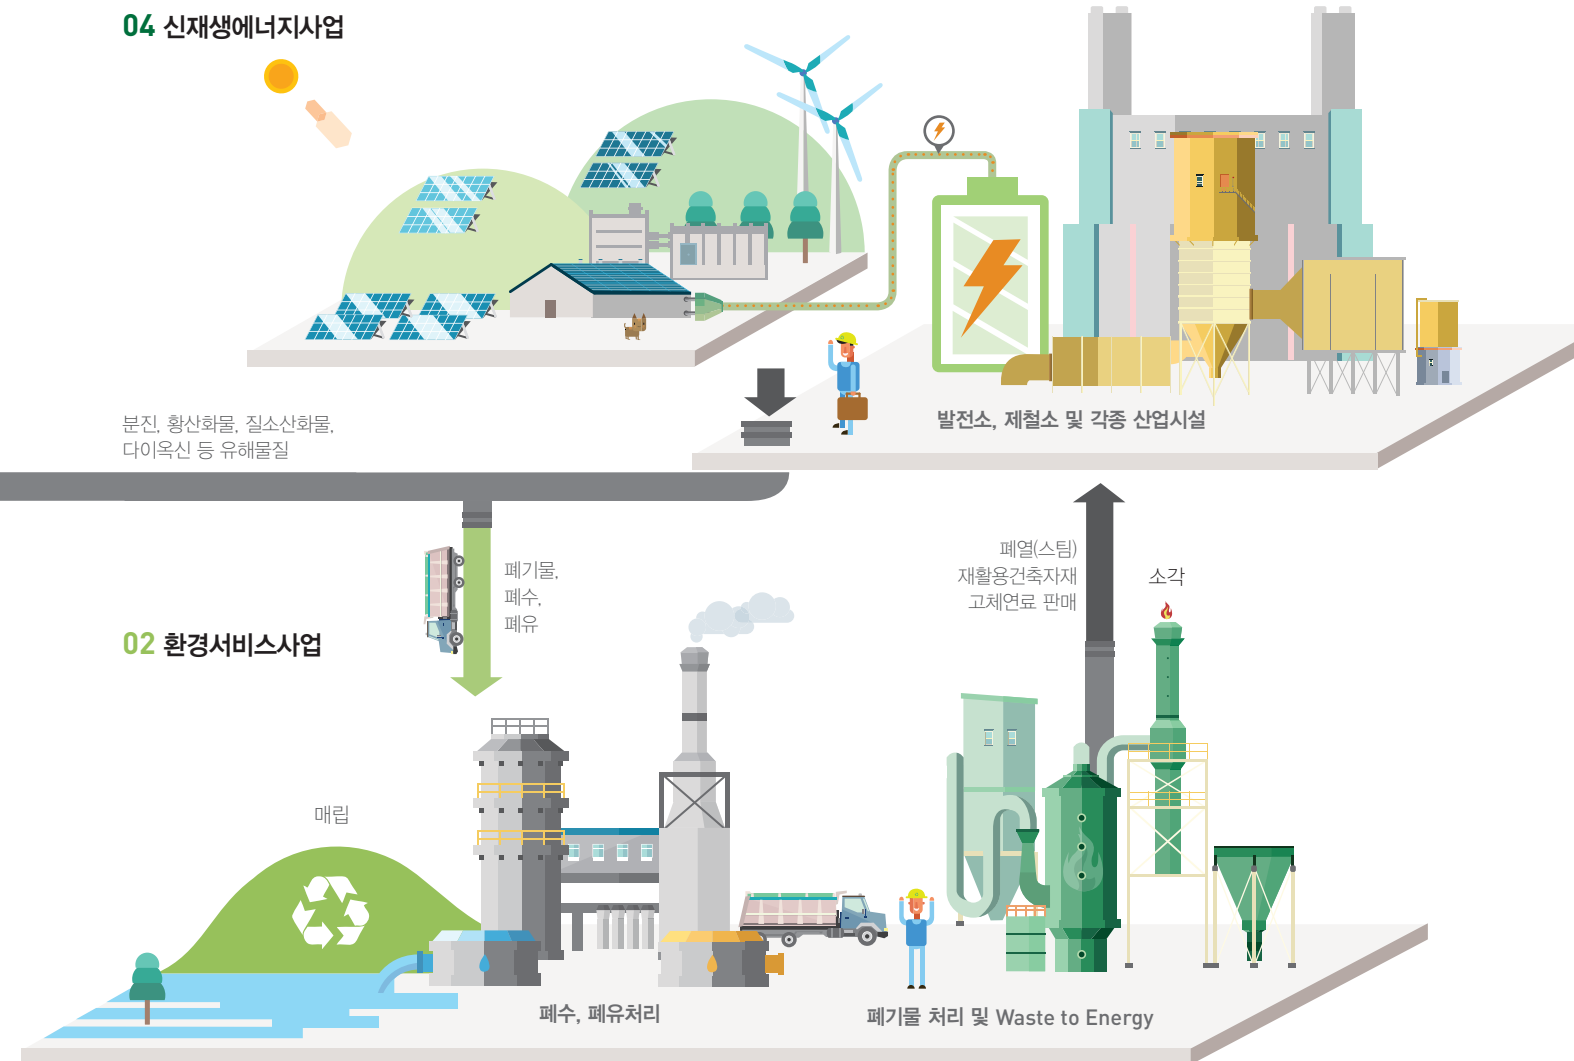 04 신재생에너지사업
분진, 황산화물, 질소산화물,
다이옥신 등 유해물질
발전소, 제철소 및 각종 산업시설
폐기물,
폐수,
폐유
폐열(스팀)
재활용건축자재
고체연료 판매
소각
02 환경서비스사업
매립
폐수, 폐유처리
폐기물 처리 및 Waste to Energy